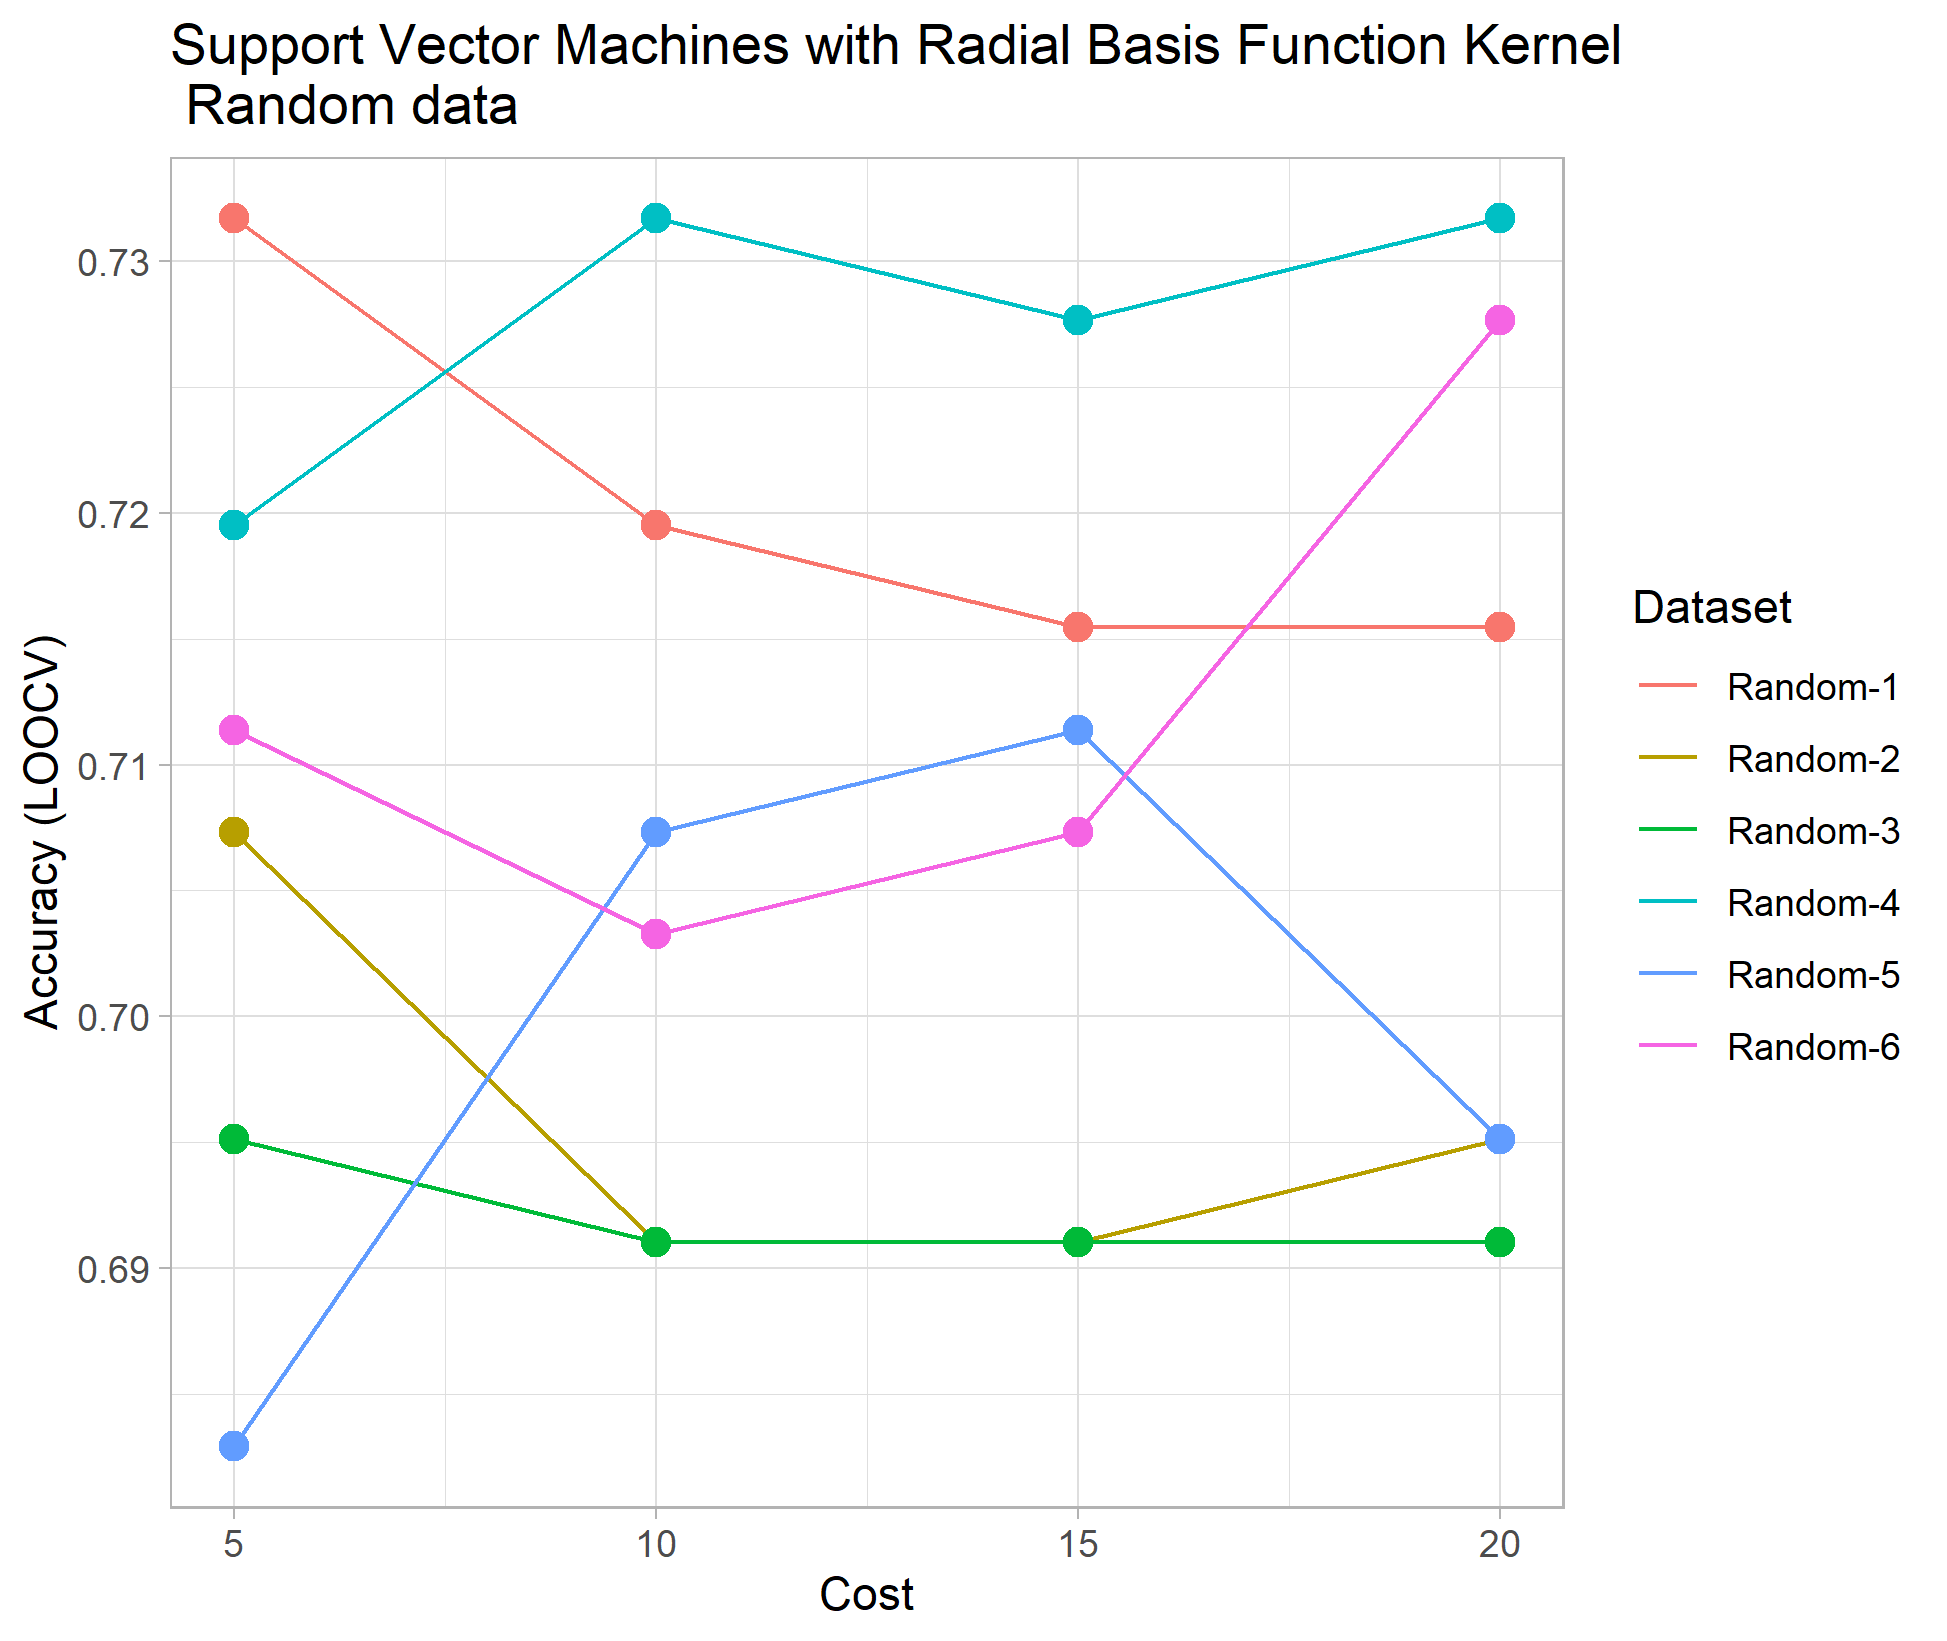 Support Vector Machines with Radial Basis Function Kernel
Random data
0.73
0.72
0.71
0.70
0.69
Accuracy (LOOCV)
5 10 15 20
Cost
Dataset
Random-1
Random-2
Random-3
Random-4
Random-5
Random-6